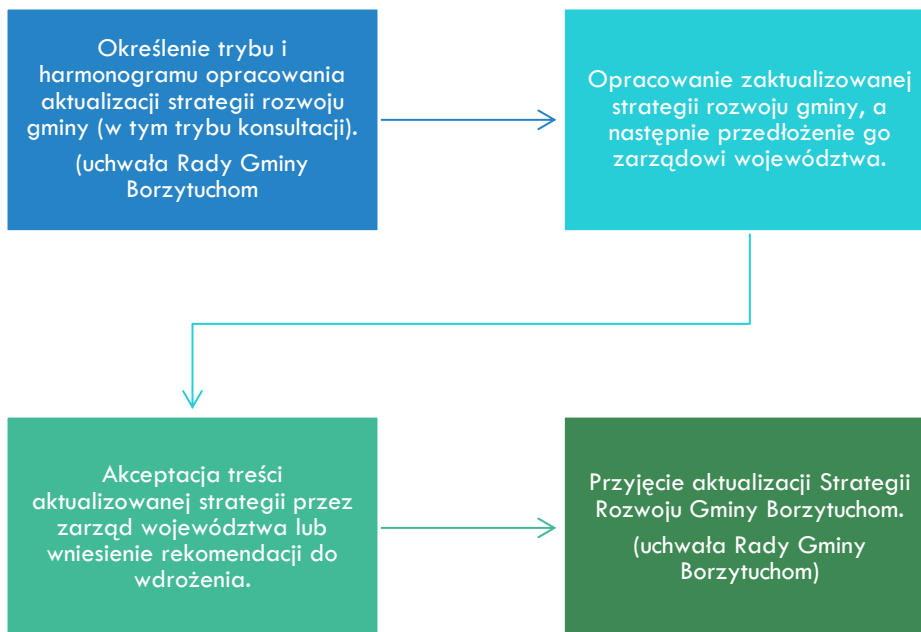 Określenie trybu i
harmonogramu opracowania
aktualizacji strategii rozwoju
gminy (w tym trybu konsultacji).
(uchwała Rady Gminy
Borzytuchom
Opracowanie zaktualizowanej
strategii rozwoju gminy, a
następnie przedłożenie go
zarządowi województwa.
Akceptacja treści
aktualizowanej strategii przez
zarząd województwa lub
wniesienie rekomendacji do
wdrożenia.
Przyjęcie aktualizacji Strategii
Rozwoju Gminy Borzytuchom.
(uchwała Rady Gminy
Borzytuchom)